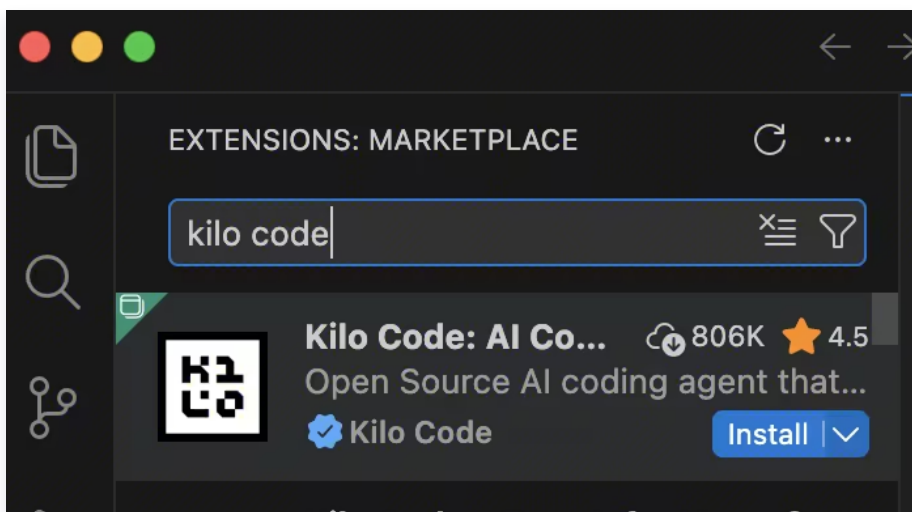 EXTENSIONS: MARKETPLACE
kilo code
Kilo Code: AI Co... 806K 4.5
Open Source AI coding agent that...
Kilo Code
Install